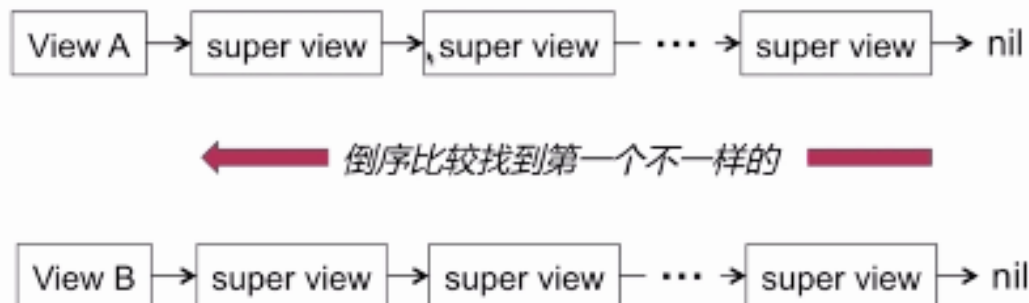 View A super view super view ... super view nil
倒序比较找到第一个不一样的
View B super view super view ... super view nil